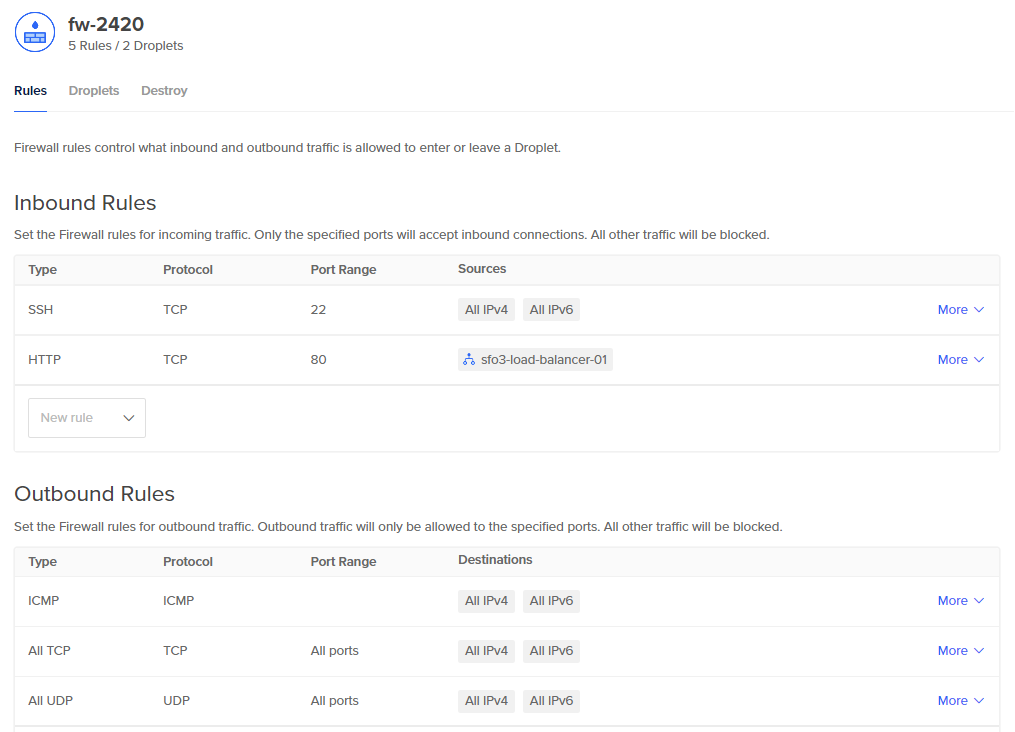 fw-2420
5 Rules / 2 Droplets
Rules Droplets Destroy
Firewall rules control what inbound and outbound traffic is allowed to enter or leave a Droplet.
Inbound Rules
Set the Firewall rules for incoming traffic. Only the specified ports will accept inbound connections. All other traffic will be blocked.
Type Protocol Port Range Sources
SSH TCP 22 All IPv4 All IPv6 More
HTTP TCP 80 sfo3-load-balancer-01 More
New rule
Outbound Rules
Set the Firewall rules for outbound traffic. Outbound traffic will only be allowed to the specified ports. All other traffic will be blocked.
Type Protocol Port Range Destinations
ICMP ICMP All IPv4 All IPv6 More
All TCP TCP All ports All IPv4 All IPv6 More
All UDP UDP All ports All IPv4 All IPv6 More